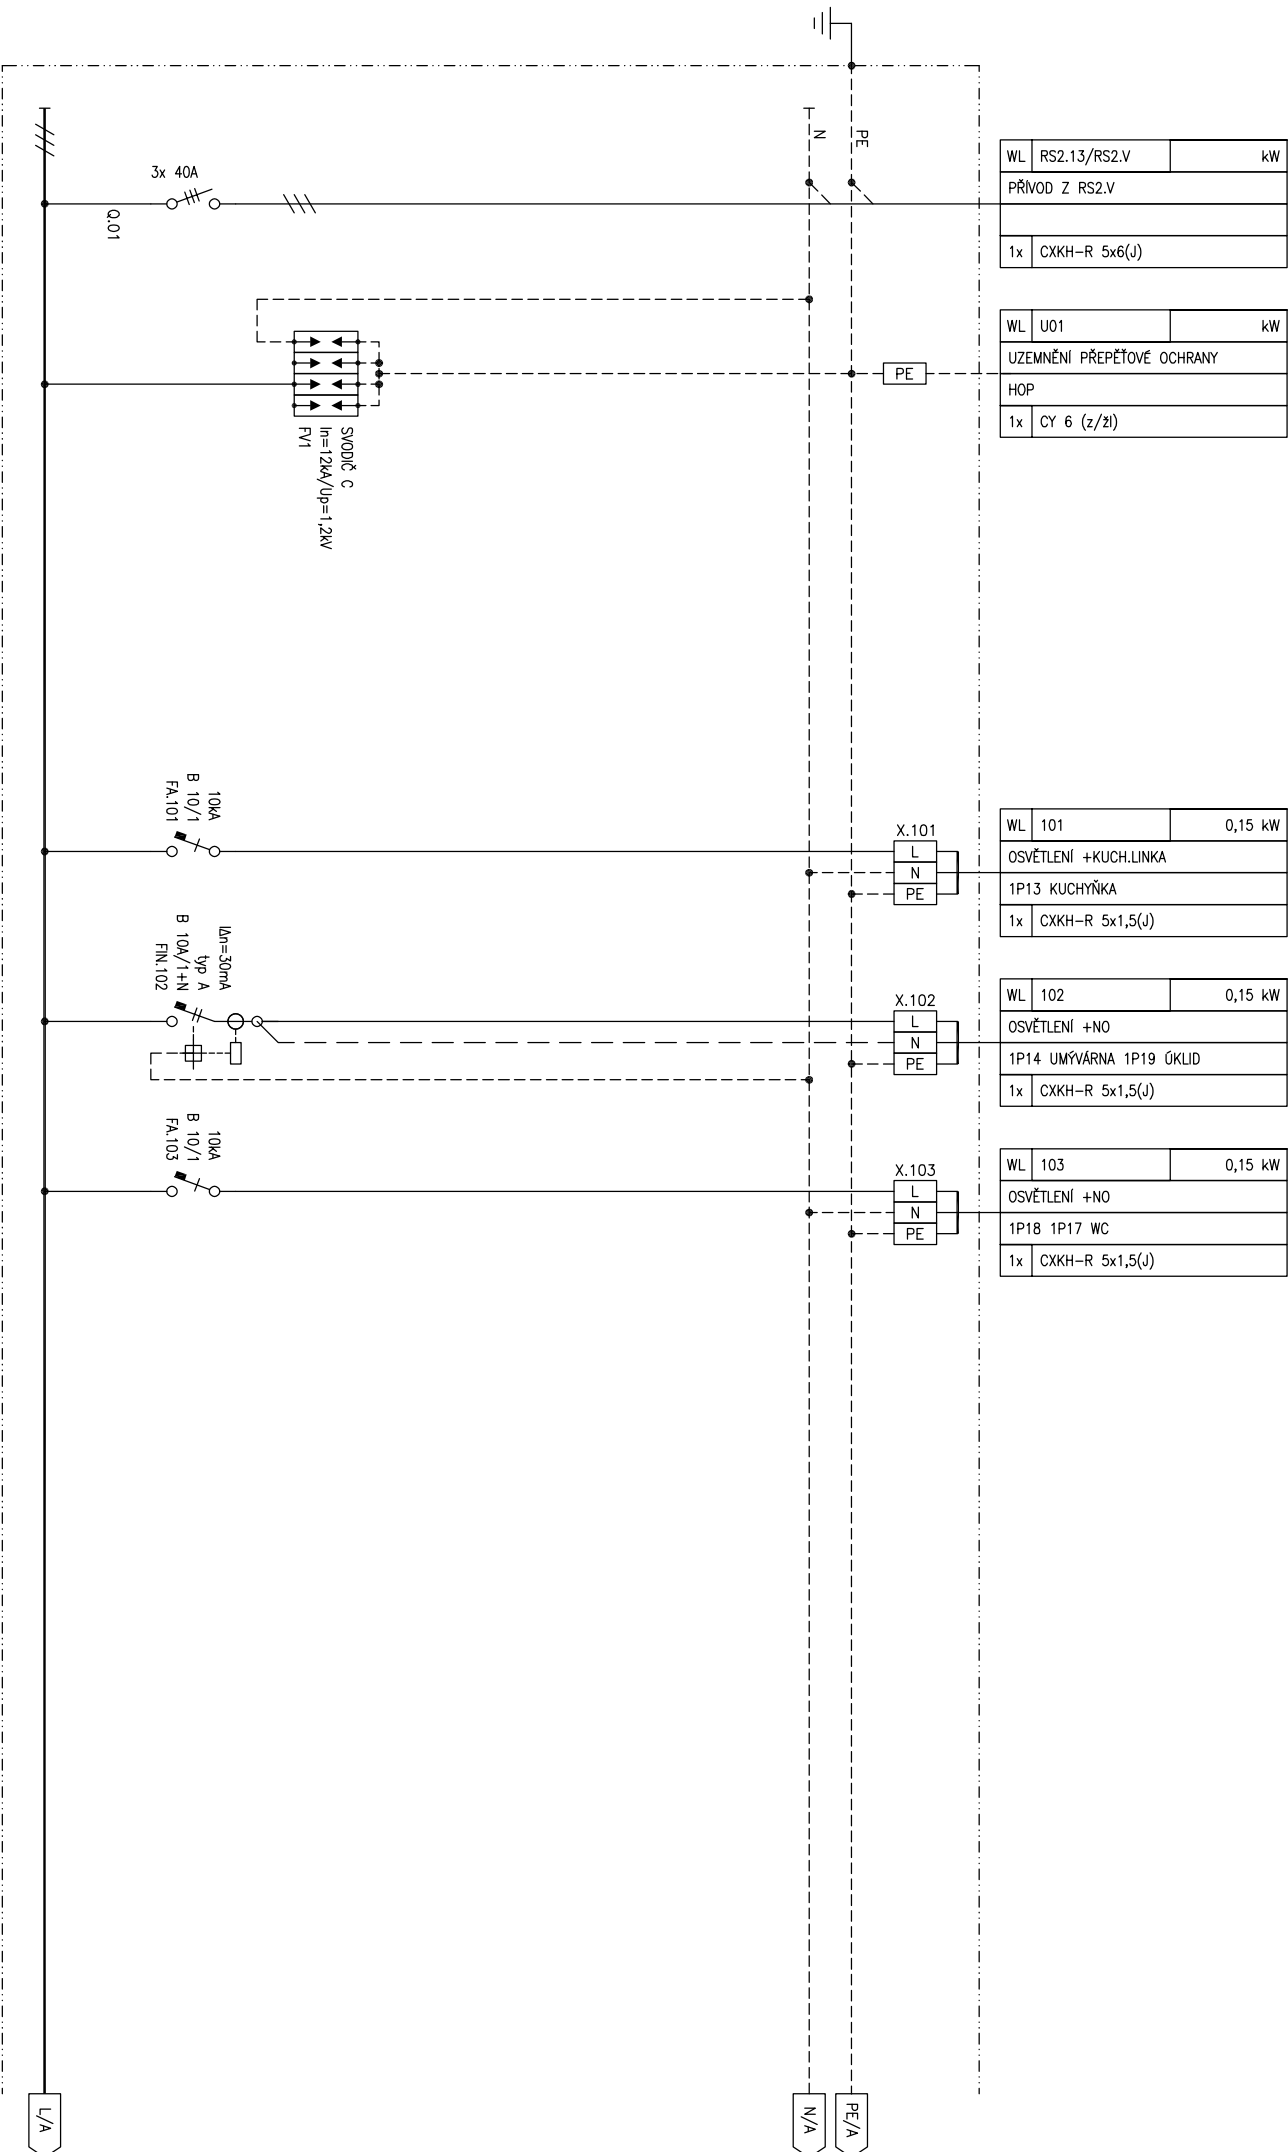 N
PE
WL RS2.13/RS2.V kW
PŘÍVOD Z RS2.V
1x CXKH-R 5x6(J)
3x 40A
Q.01
WL U01 kW
UZEMNĚNÍ PŘEPĚŤOVÉ OCHRANY
HOP
1x CY 6 (z/žl)
PE
SVODIČ C
In=12kA/Up=1,2kV
FV1
10kA
B 10/1
FA.101
X.101
L
N
PE
WL 101 0,15 kW
OSVĚTLENÍ +KUCH.LINKA
1P13 KUCHYŇKA
1x CXKH-R 5x1,5(J)
IΔn=30mA
typ A
B 10A/1+N
FIN.102
X.102
L
N
PE
WL 102 0,15 kW
OSVĚTLENÍ +NO
1P14 UMÝVÁRNA 1P19 ÚKLID
1x CXKH-R 5x1,5(J)
10kA
B 10/1
FA.103
X.103
L
N
PE
WL 103 0,15 kW
OSVĚTLENÍ +NO
1P18 1P17 WC
1x CXKH-R 5x1,5(J)
L/A
N/A
PE/A